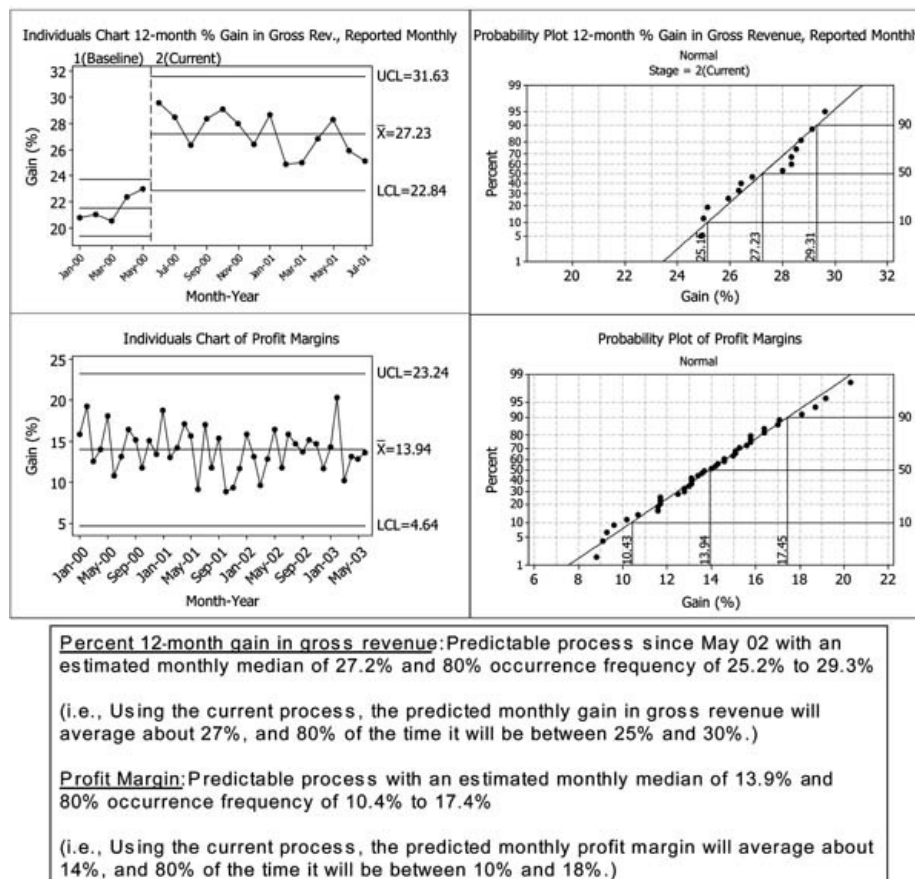 Individuals Chart 12-month % Gain in Gross Rev., Reported Monthly
1(Baseline) 2(Current)
32
30
28
26
24
22
20
Gain (%)
UCL=31.63
X̄=27.23
LCL=22.84
Jan-00
Mar-00
May-00
Jul-00
Sep-00
Nov-00
Jan-01
Mar-01
May-01
Jul-01
Month-Year
Probability Plot 12-month % Gain in Gross Revenue, Reported Monthl
Normal
Stage = 2(Current)
99
95
90
80
70
60
50
40
30
20
10
5
1
Percent
90
50
10
27.23
29.31
20
22
24
26
28
30
32
Gain (%)
Individuals Chart of Profit Margins
25
20
15
10
5
Gain (%)
UCL=23.24
X̄=13.94
LCL=4.64
Jan-00
May-00
Sep-00
Jan-01
May-01
Sep-01
Jan-02
May-02
Sep-02
Jan-03
May-03
Month-Year
Probability Plot of Profit Margins
Normal
99
95
90
80
70
60
50
40
30
20
10
5
1
Percent
90
50
10
10.43
13.94
17.45
6
8
10
12
14
16
18
20
22
Gain (%)
Percent 12-month gain in gross revenue:Predictable process since May 02 with an
estimated monthly median of 27.2% and 80% occurrence frequency of 25.2% to 29.3%
(i.e., Using the current process, the predicted monthly gain in gross revenue will
average about 27%, and 80% of the time it will be between 25% and 30%.)
Profit Margin:Predictable process with an estimated monthly median of 13.9% and
80% occurrence frequency of 10.4% to 17.4%
(i.e., Using the current process, the predicted monthly profit margin will average about
14%, and 80% of the time it will be between 10% and 18%.)